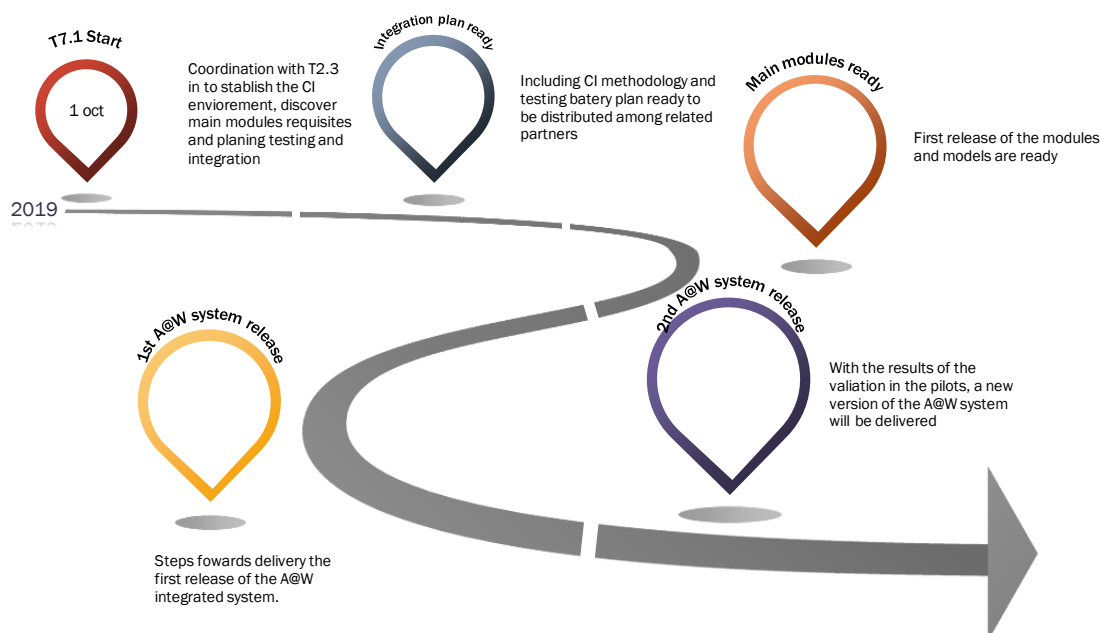 T7.1 Start
1 oct
Coordination with T2.3
in to stablish the CI
enviorement, discover
main modules requisites
and planing testing and
integration
Integration plan ready
Including CI methodology and
testing batery plan ready to
be distributed among related
partners
Main modules ready
First release of the modules
and models are ready
2019
1st A@W system release
Steps fowards delivery the
first release of the A@W
integrated system.
2nd A@W system release
With the results of the
valiation in the pilots, a new
version of the A@W system
will be delivered